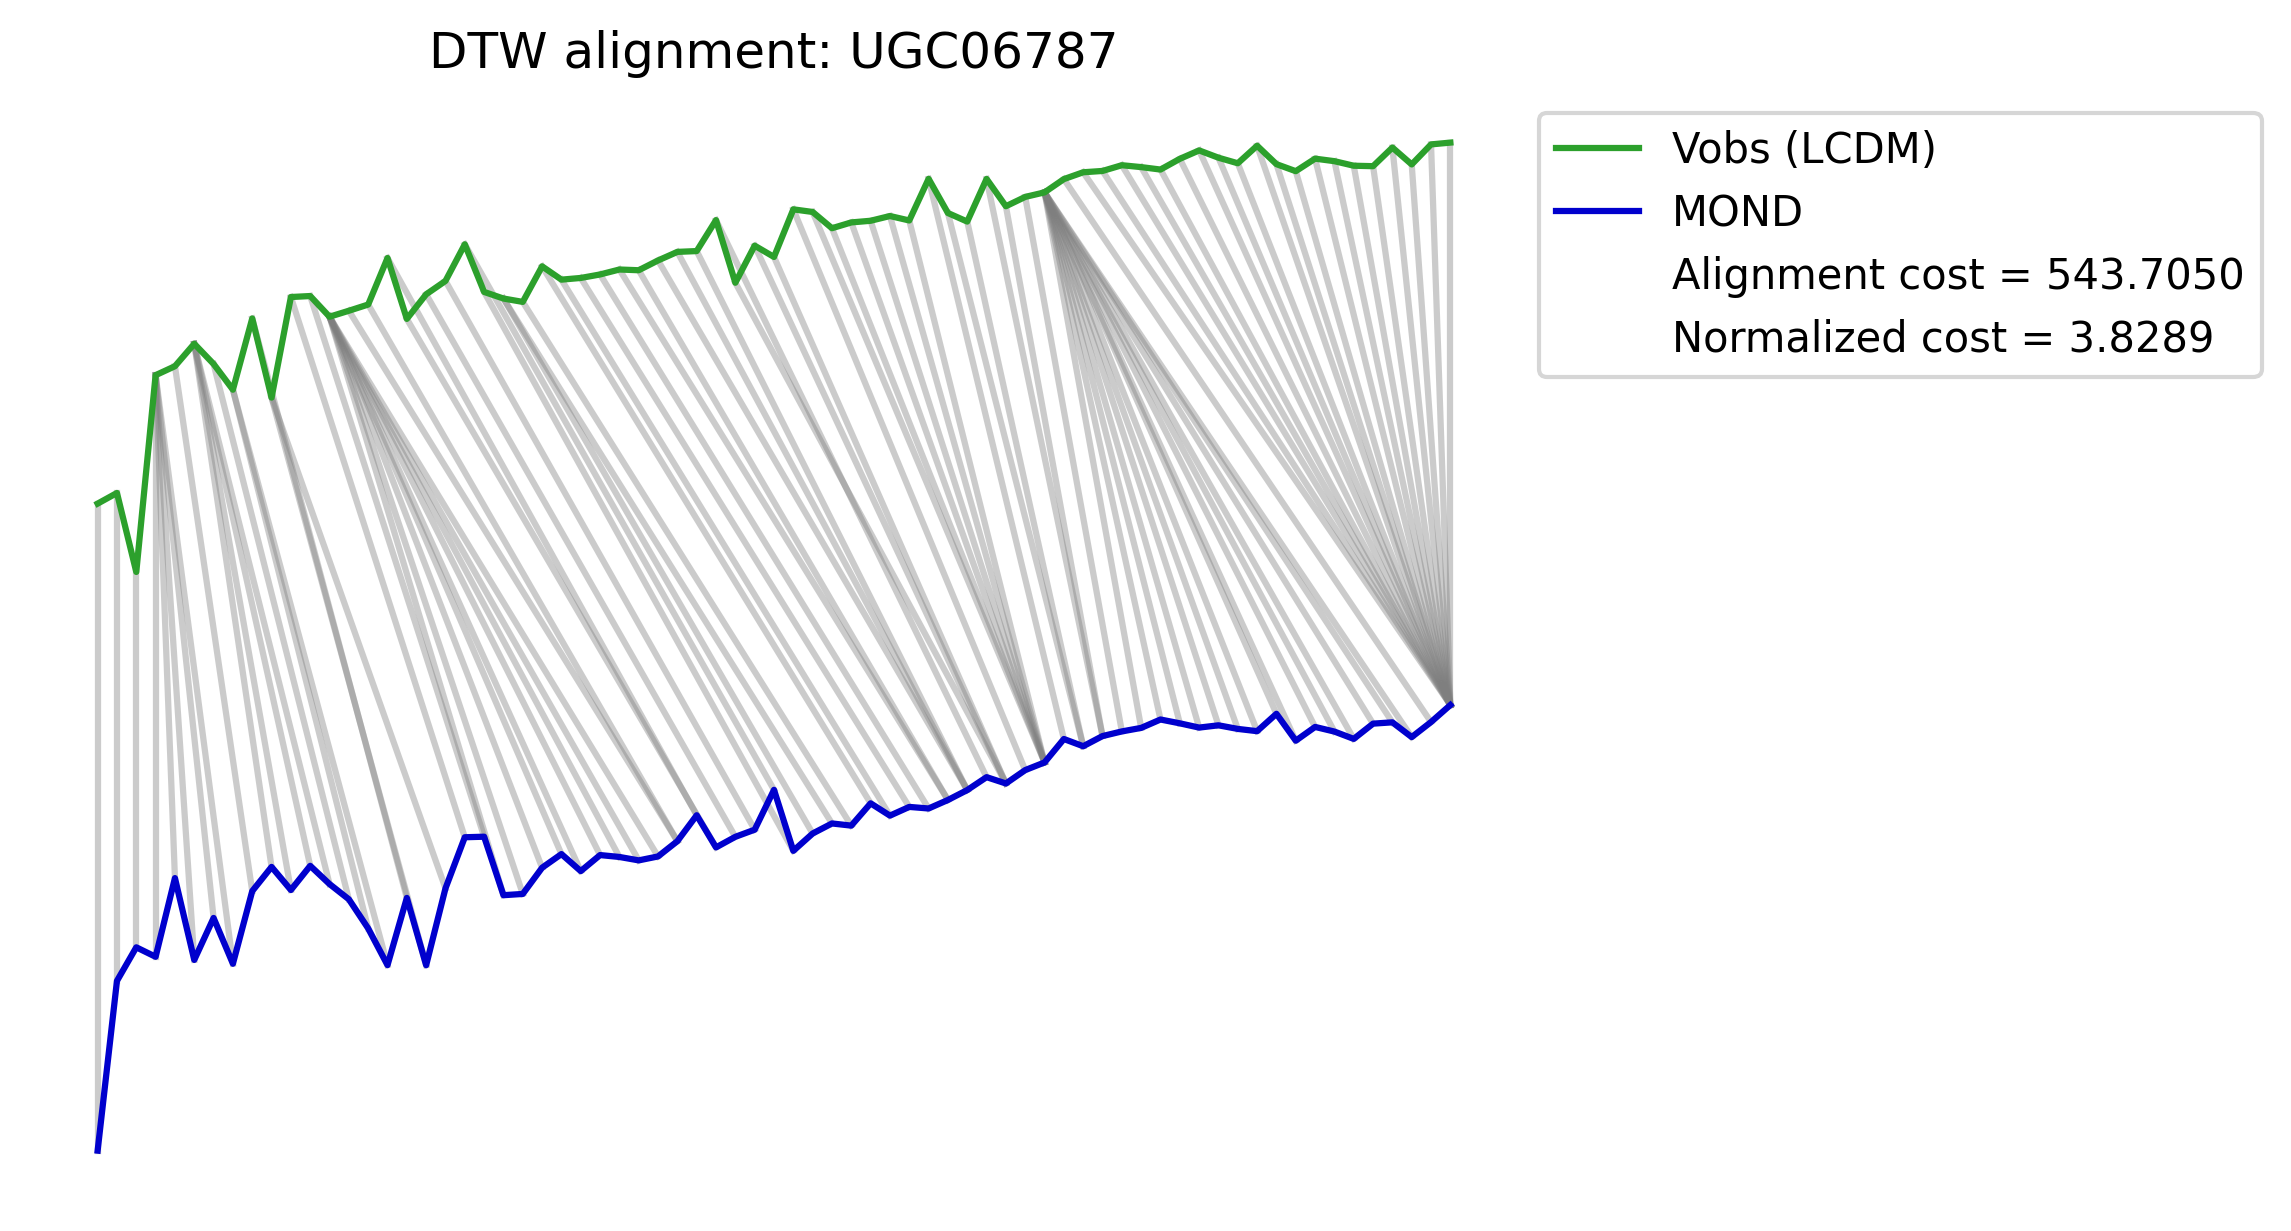 DTW alignment: UGC06787
Vobs (LCDM)
MOND
Alignment cost = 543.7050
Normalized cost = 3.8289